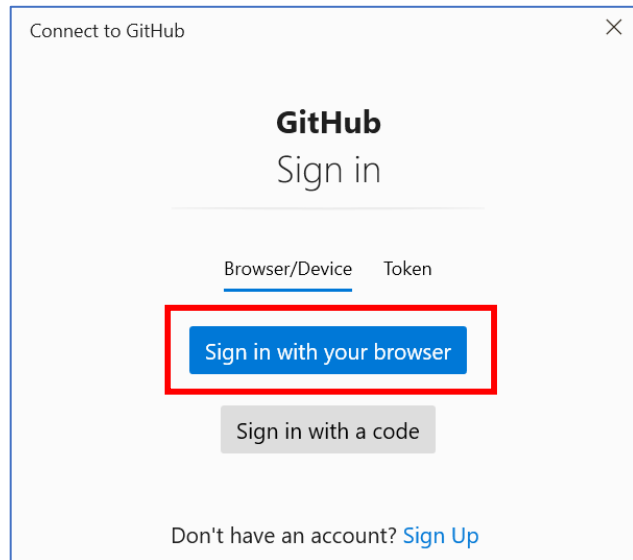 Connect to GitHub
GitHub
Sign in
Browser/Device Token
Sign in with your browser
Sign in with a code
Don't have an account? Sign Up